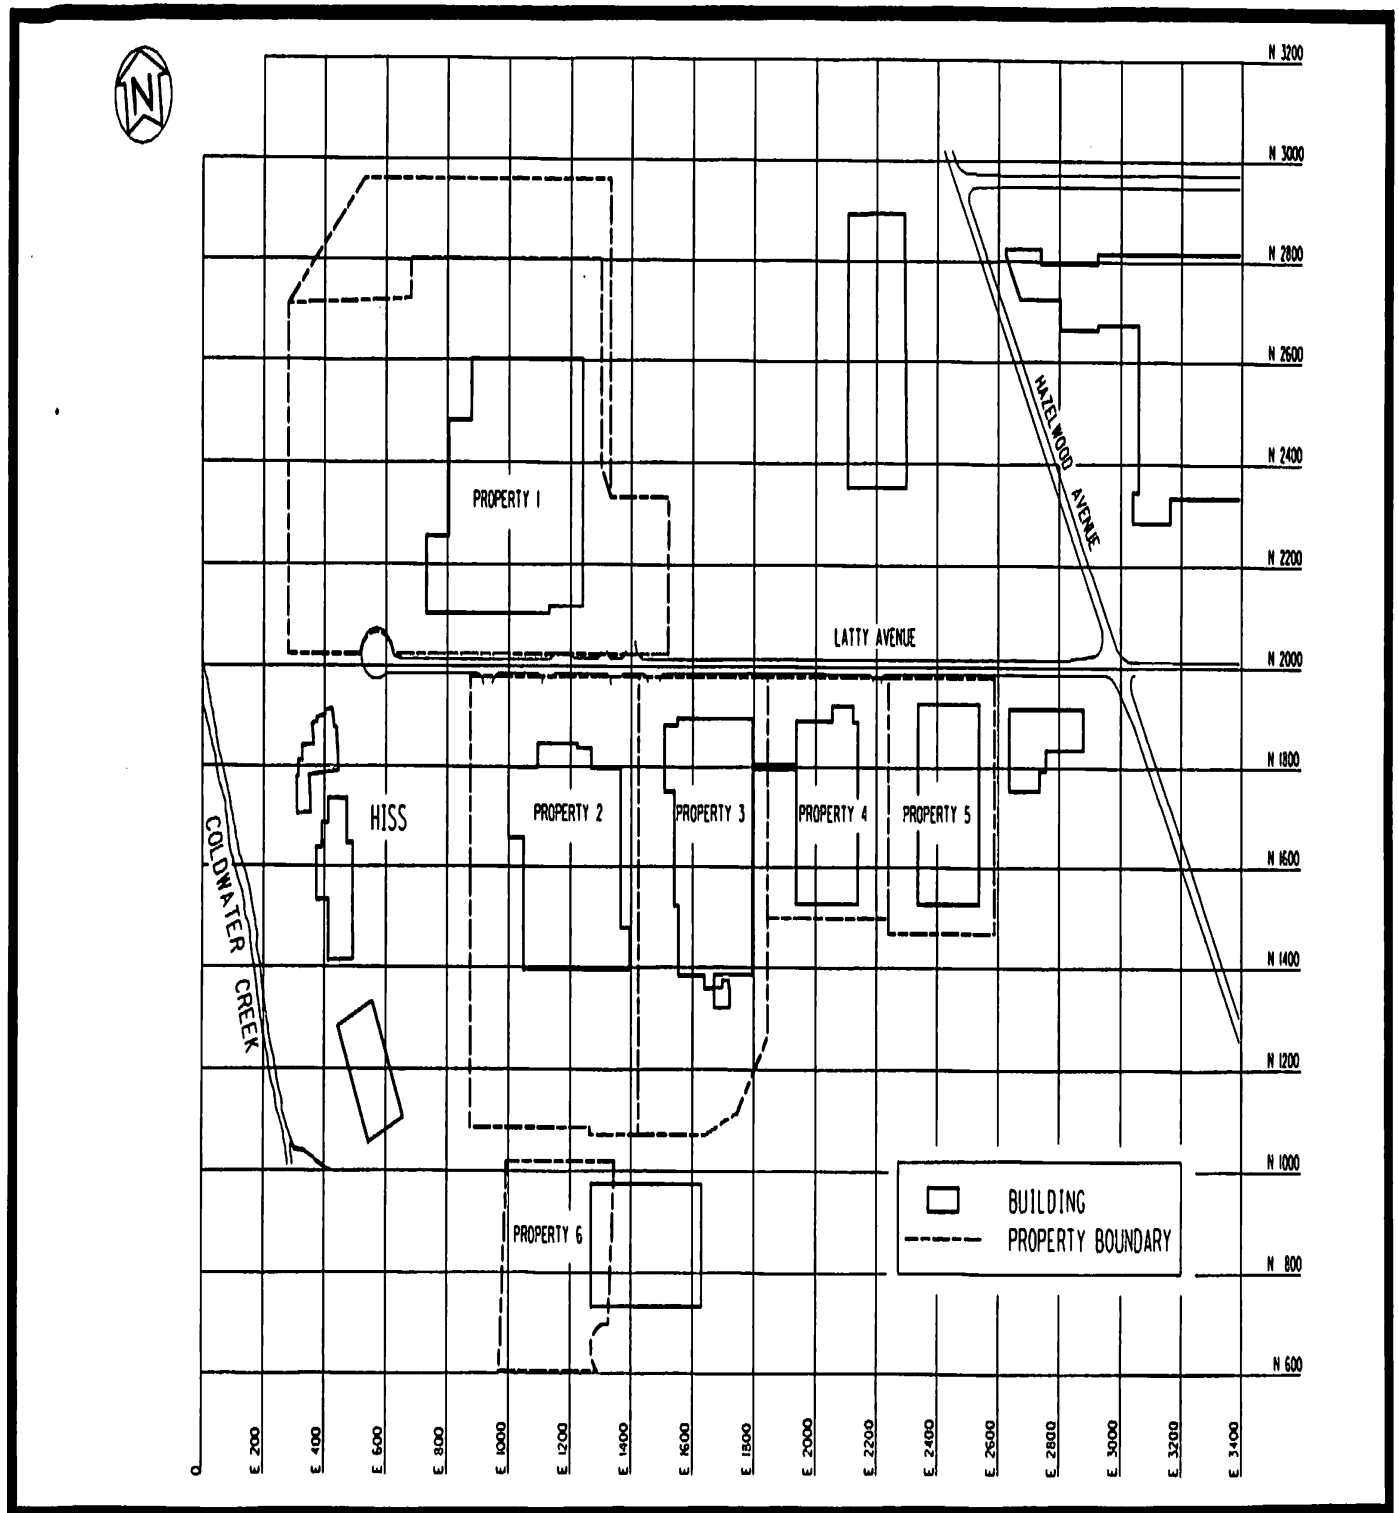 N
N 3200
N 3000
N 2800
N 2600
HAZELWOOD AVENUE
N 2400
PROPERTY 1
N 2200
LATTY AVENUE
N 2000
N 1800
HISS
PROPERTY 2
PROPERTY 3
PROPERTY 4
PROPERTY 5
COLDWATER CREEK
N 1600
N 1400
N 1200
N 1000
BUILDING
PROPERTY 6
PROPERTY BOUNDARY
N 800
N 600
0
E 200
E 400
E 600
E 800
E 1000
E 1200
E 1400
E 1600
E 1800
E 2000
E 2200
E 2400
E 2600
E 2800
E 3000
E 3200
E 3400